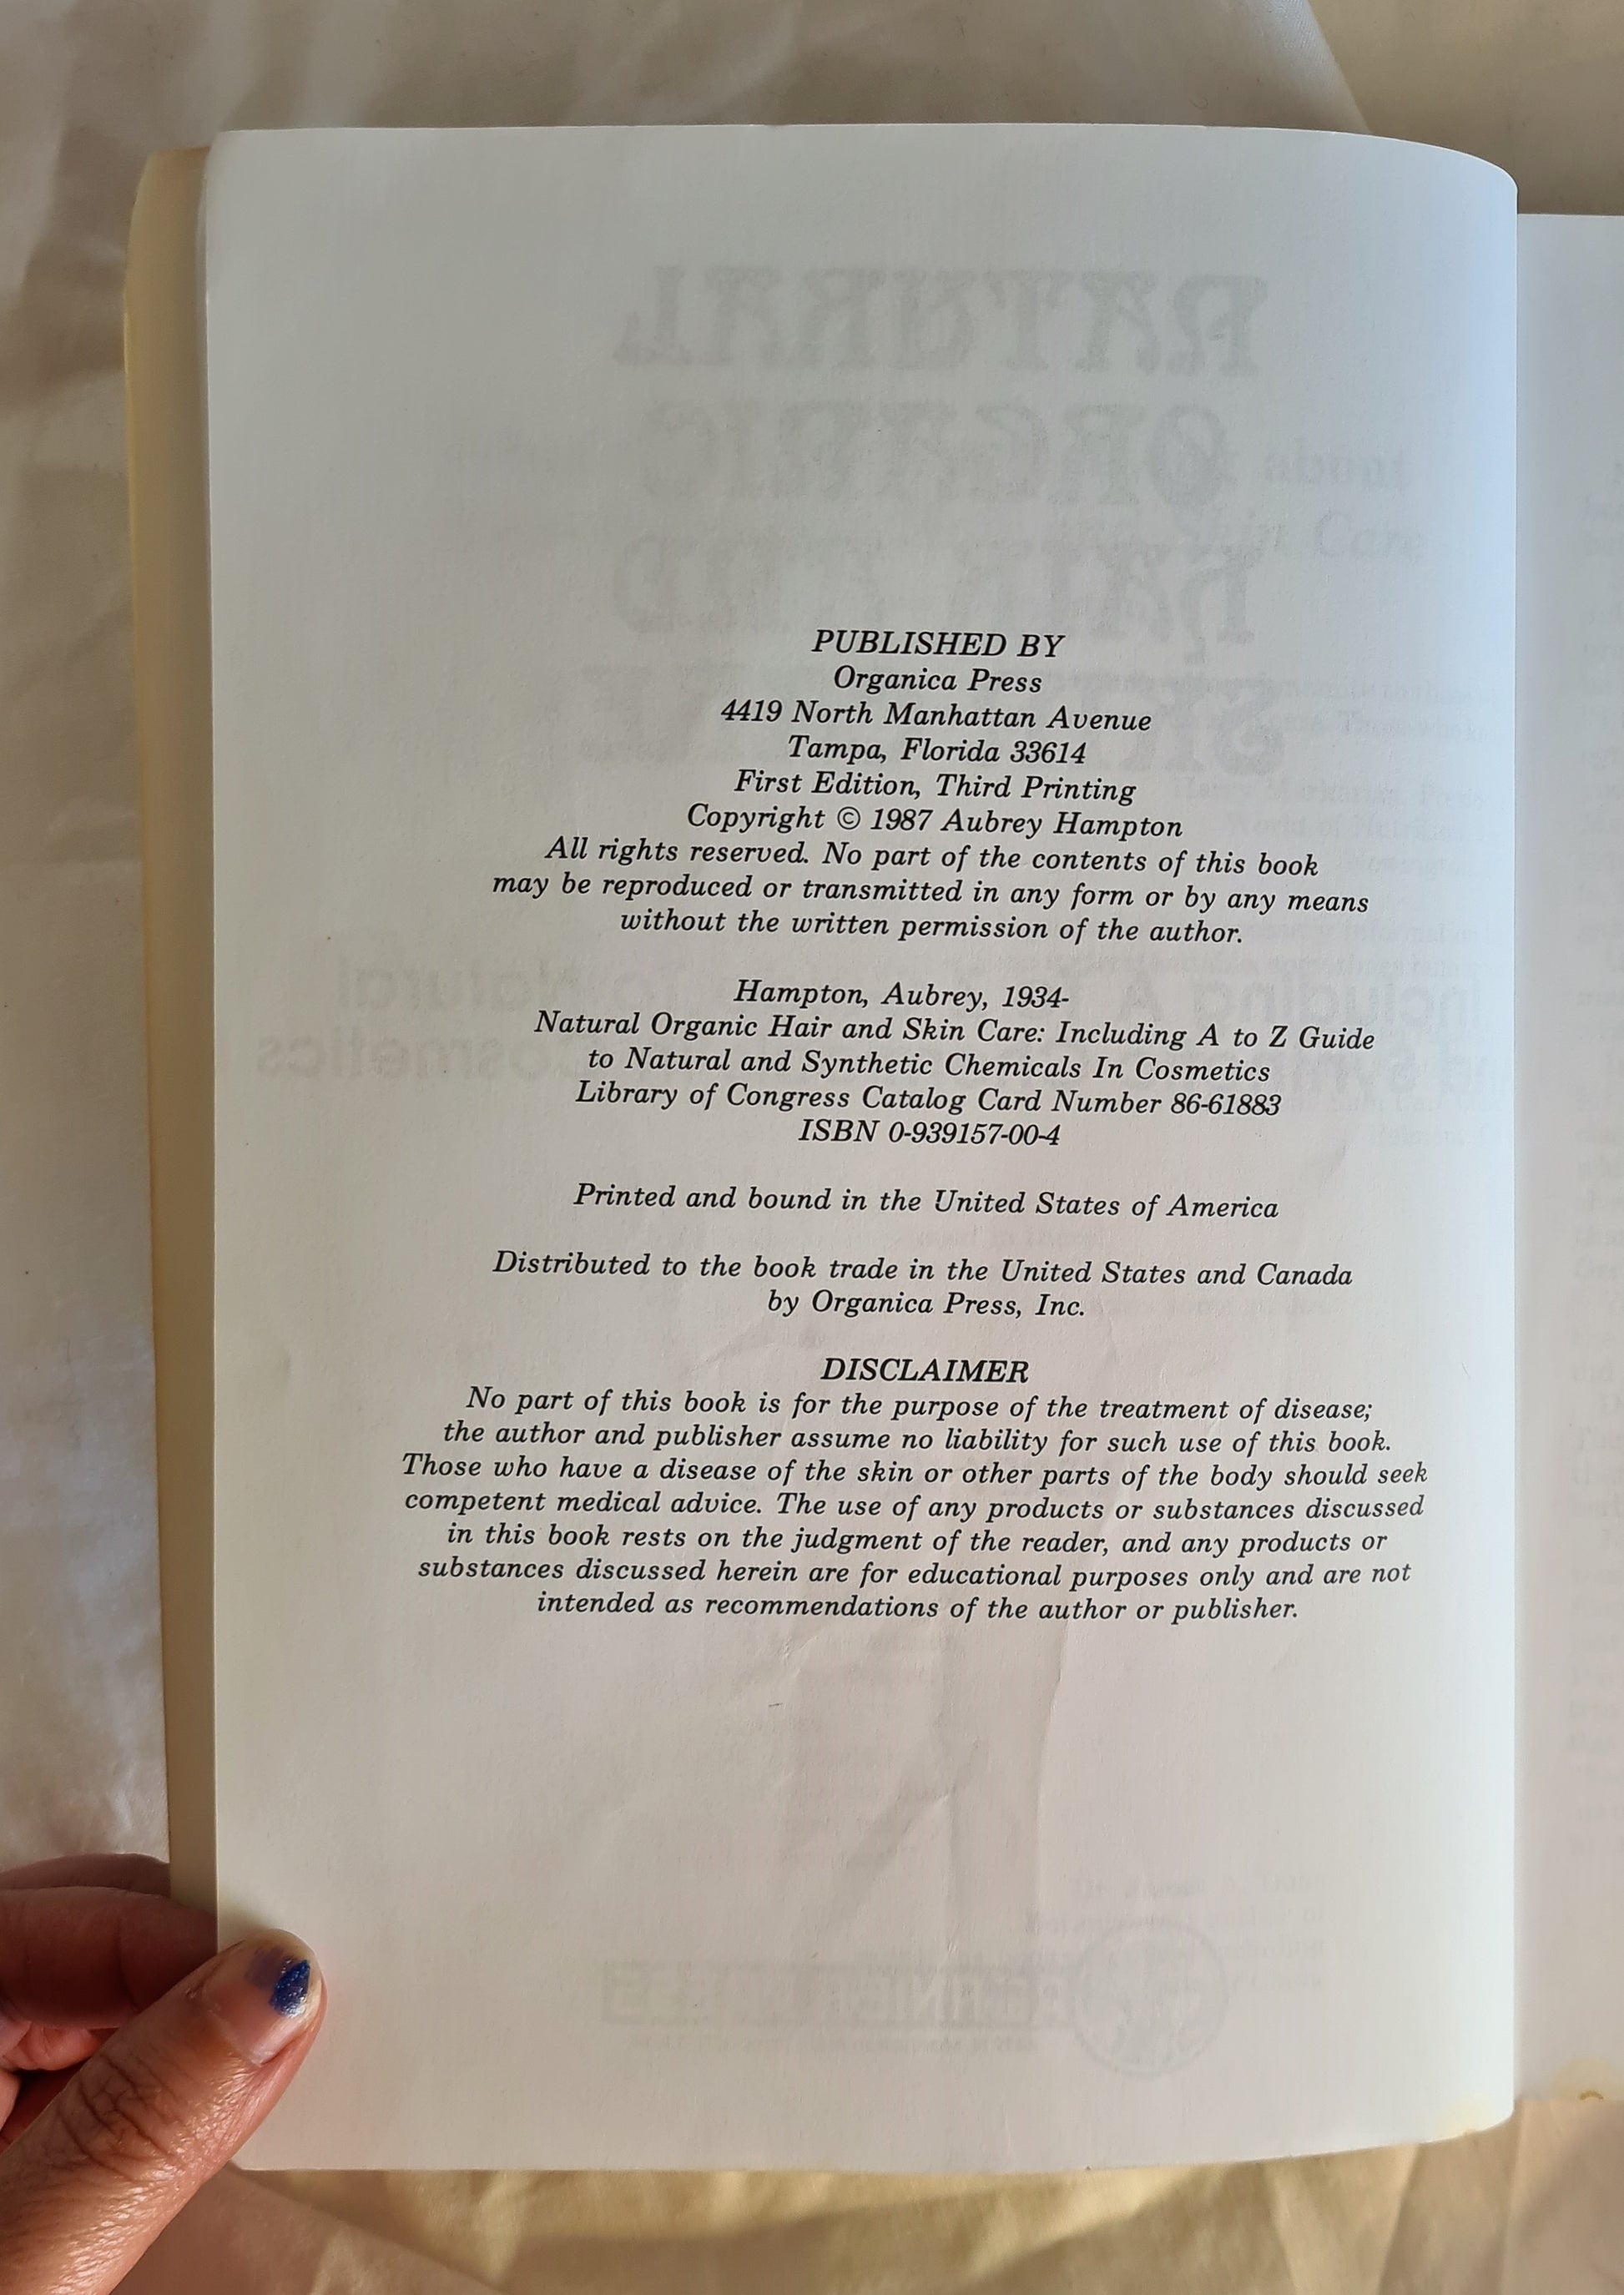 PUBLISHED BY
Organica Press
4419 North Manhattan Avenue
Tampa, Florida 33614
First Edition, Third Printing
Copyright © 1987 Aubrey Hampton
All rights reserved. No part of the contents of this book
may be reproduced or transmitted in any form or by any means
without the written permission of the author.
Hampton, Aubrey, 1934-
Natural Organic Hair and Skin Care: Including A to Z Guide
to Natural and Synthetic Chemicals In Cosmetics
Library of Congress Catalog Card Number 86-61883
ISBN 0-939157-00-4
Printed and bound in the United States of America
Distributed to the book trade in the United States and Canada
by Organica Press, Inc.
DISCLAIMER
No part of this book is for the purpose of the treatment of disease;
the author and publisher assume no liability for such use of this book.
Those who have a disease of the skin or other parts of the body should seek
competent medical advice. The use of any products or substances discussed
in this book rests on the judgment of the reader, and any products or
substances discussed herein are for educational purposes only and are not
intended as recommendations of the author or publisher.